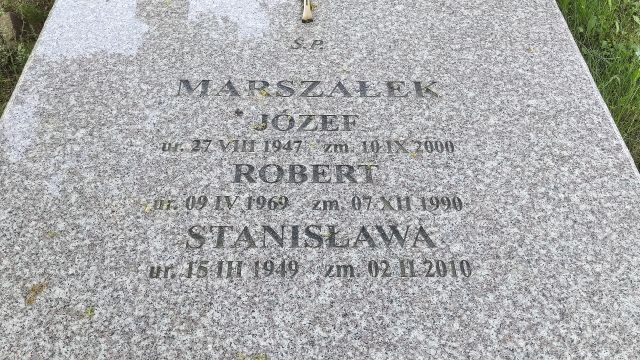 Ś.P.
MARSZAŁEK
JÓZEF
ur. 27 VIII 1947 zm. 10 IX 2000
ROBERT
ur. 09 IV 1969 zm. 07 XII 1990
STANISŁAWA
ur. 15 III 1949 zm. 02 II 2010